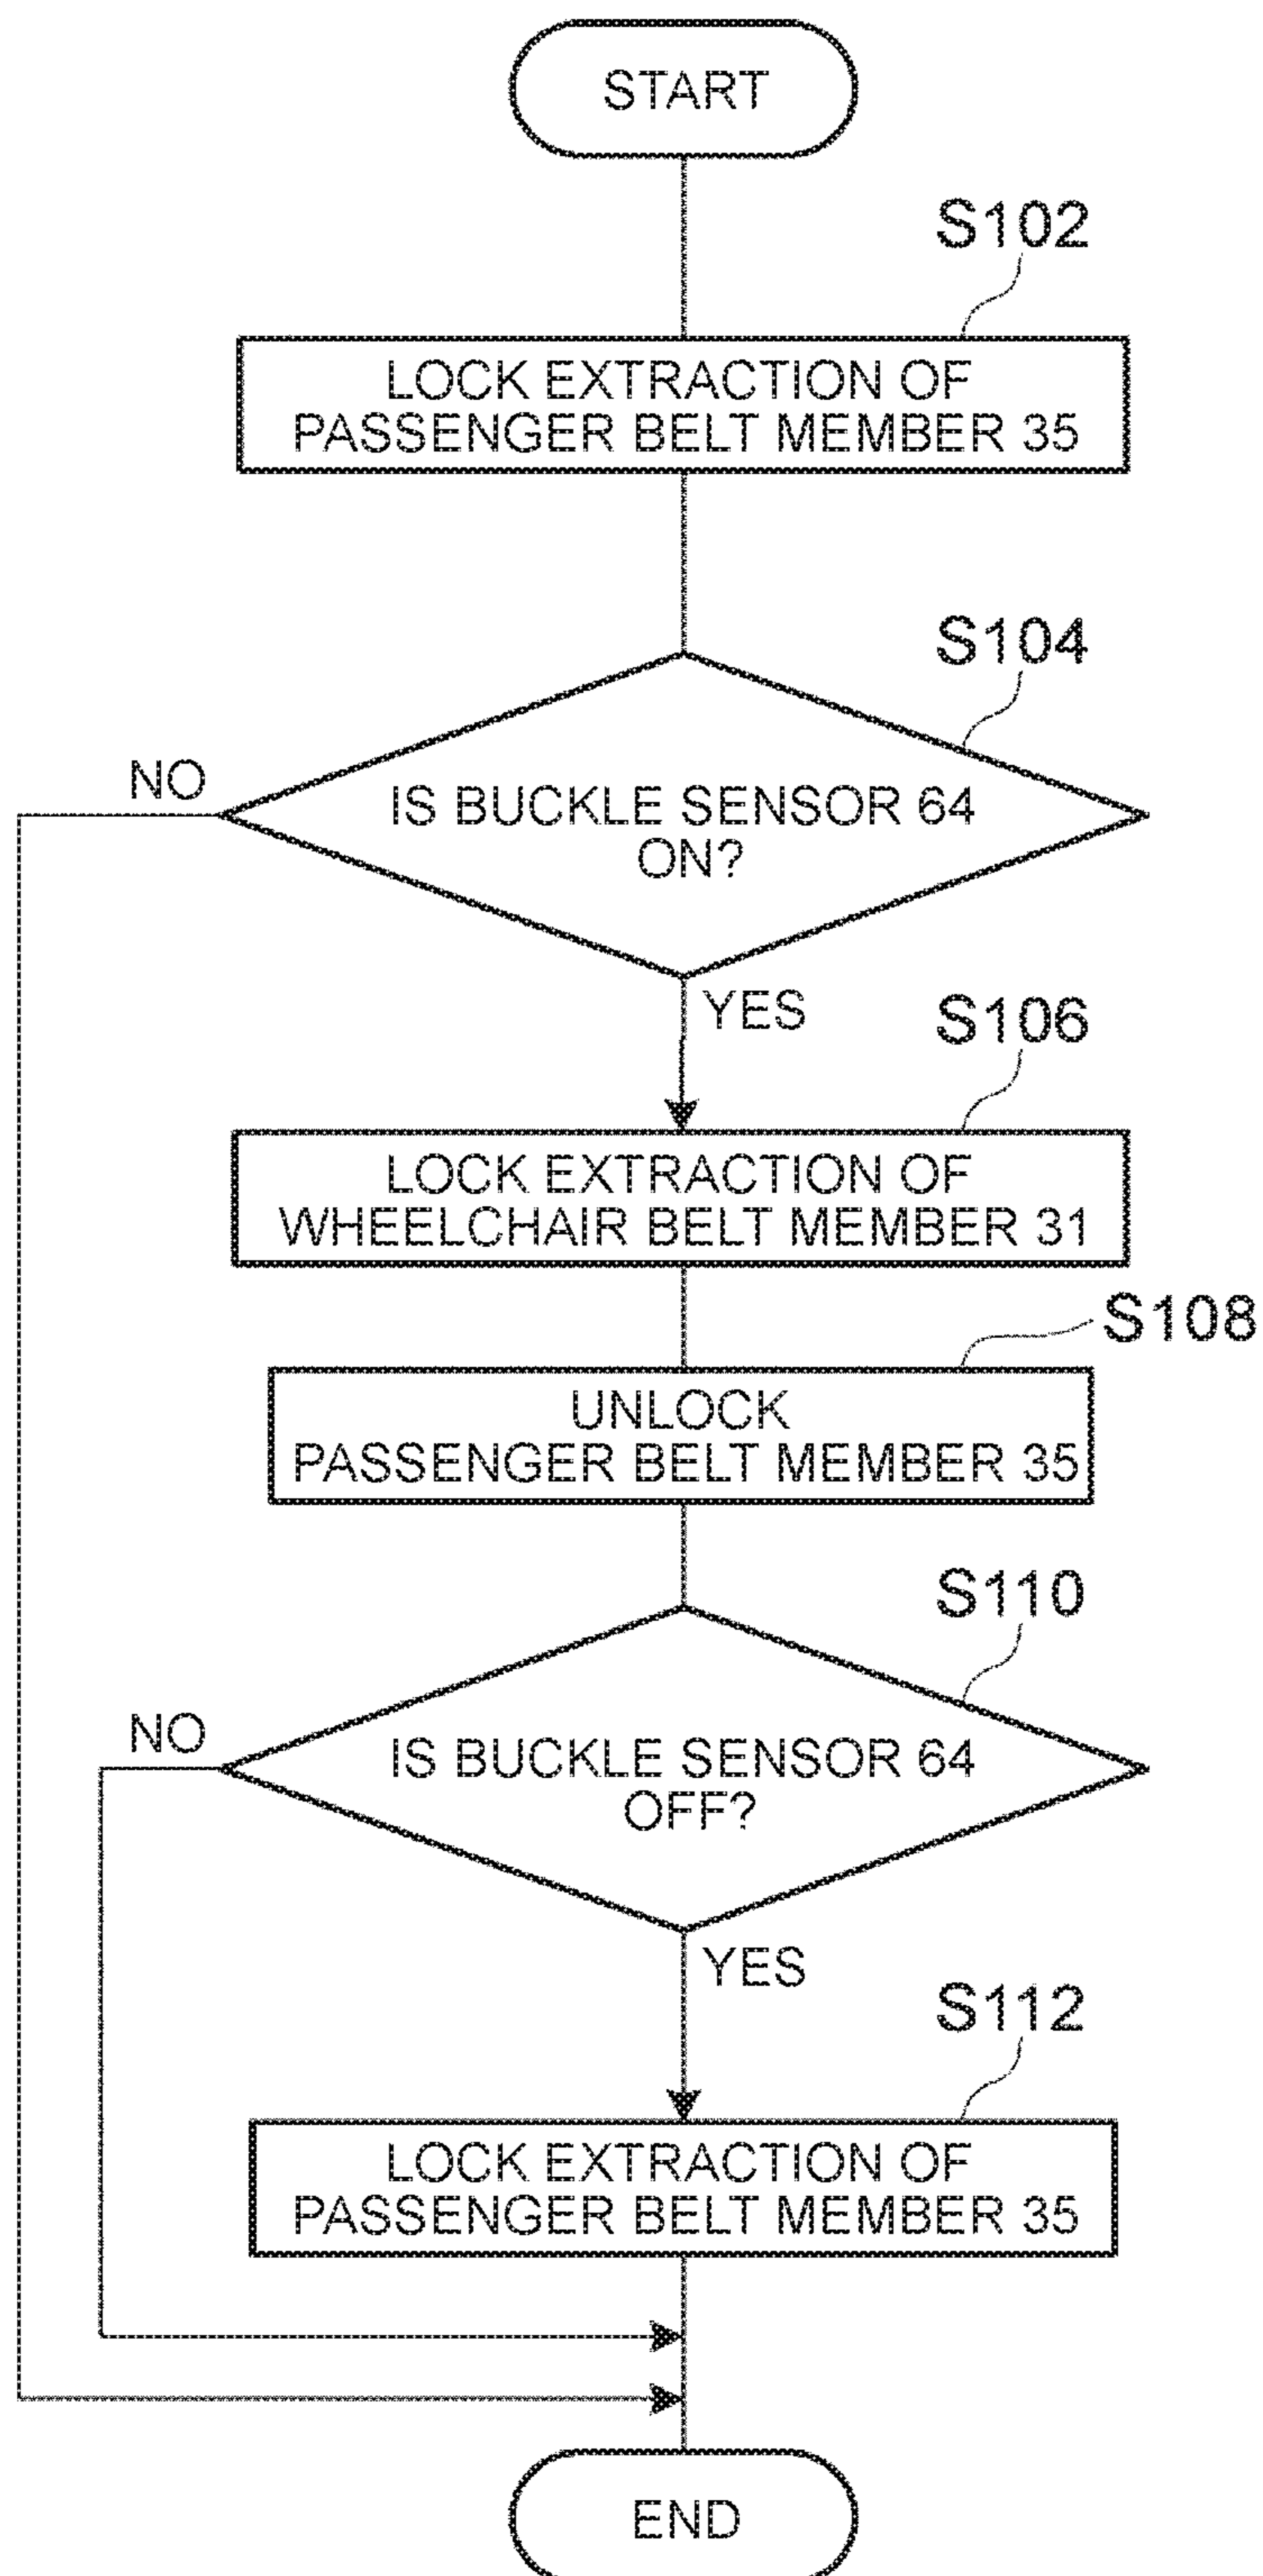 START
S102
LOCK EXTRACTION OF
PASSENGER BELT MEMBER 35
S104
NO
IS BUCKLE SENSOR 64
ON?
YES
S106
LOCK EXTRACTION OF
WHEELCHAIR BELT MEMBER 31
S108
UNLOCK
PASSENGER BELT MEMBER 35
S110
NO
IS BUCKLE SENSOR 64
OFF?
YES
S112
LOCK EXTRACTION OF
PASSENGER BELT MEMBER 35
END